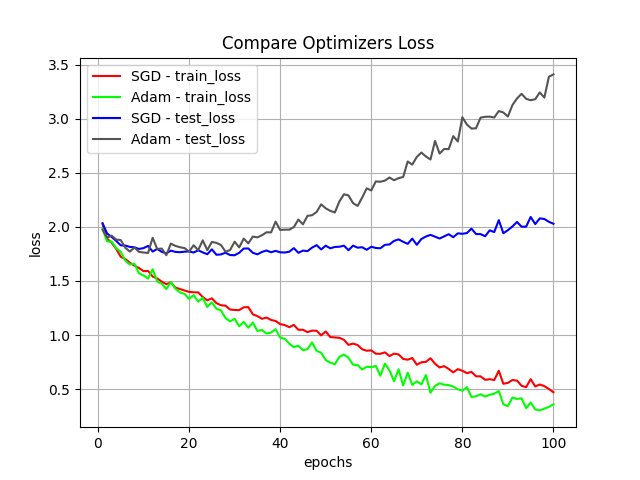 Compare Optimizers Loss
SGD - train_loss
Adam - train_loss
SGD - test_loss
Adam - test_loss
3.5
3.0
2.5
2.0
1.5
1.0
0.5
loss
0 20 40 60 80 100
epochs